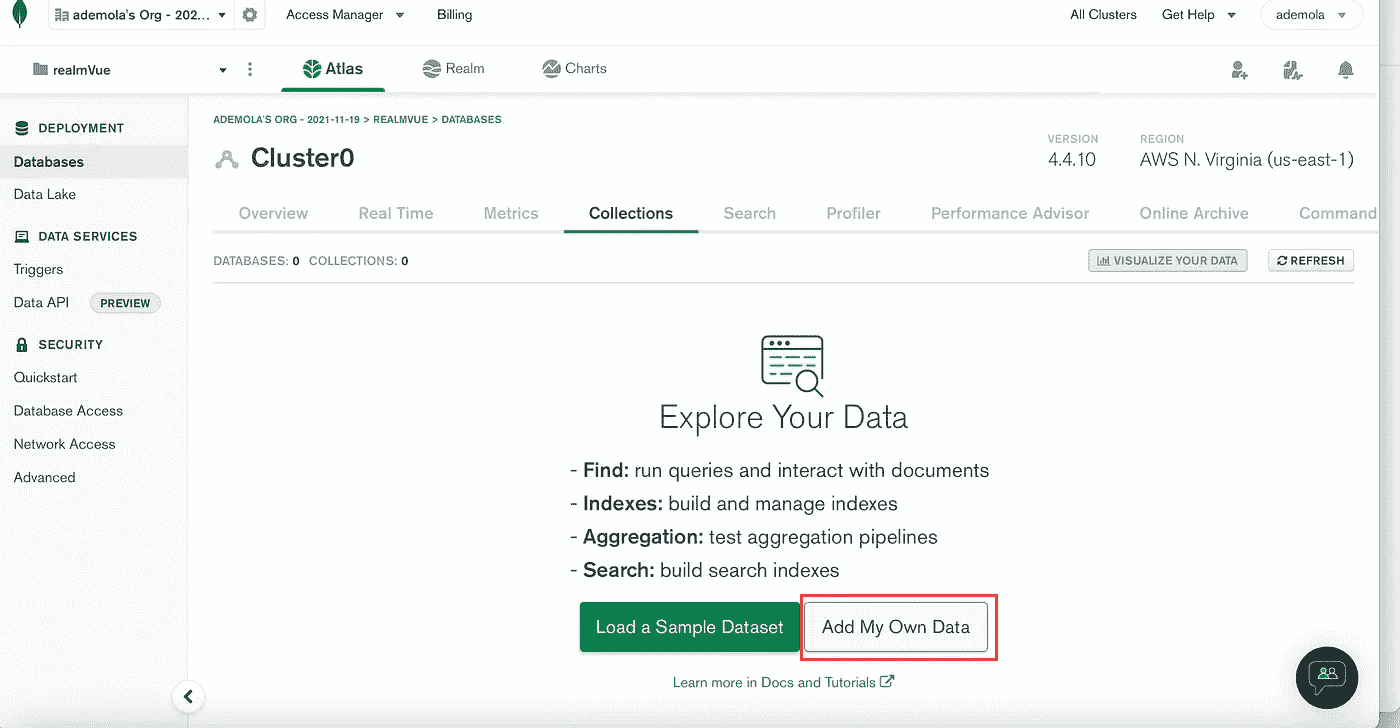 ademola's Org - 202... Access Manager Billing All Clusters Get Help ademola
realmVue Atlas Realm Charts
DEPLOYMENT
Databases
Data Lake
DATA SERVICES
Triggers
Data API PREVIEW
SECURITY
Quickstart
Database Access
Network Access
Advanced
ADEMOLA'S ORG - 2021-11-19 > REALMVUE > DATABASES
Cluster0
VERSION
4.4.10
REGION
AWS N. Virginia (us-east-1)
Overview Real Time Metrics Collections Search Profiler Performance Advisor Online Archive Command
DATABASES: 0 COLLECTIONS: 0 VISUALIZE YOUR DATA REFRESH
Explore Your Data
- Find: run queries and interact with documents
- Indexes: build and manage indexes
- Aggregation: test aggregation pipelines
- Search: build search indexes
Load a Sample Dataset Add My Own Data
Learn more in Docs and Tutorials